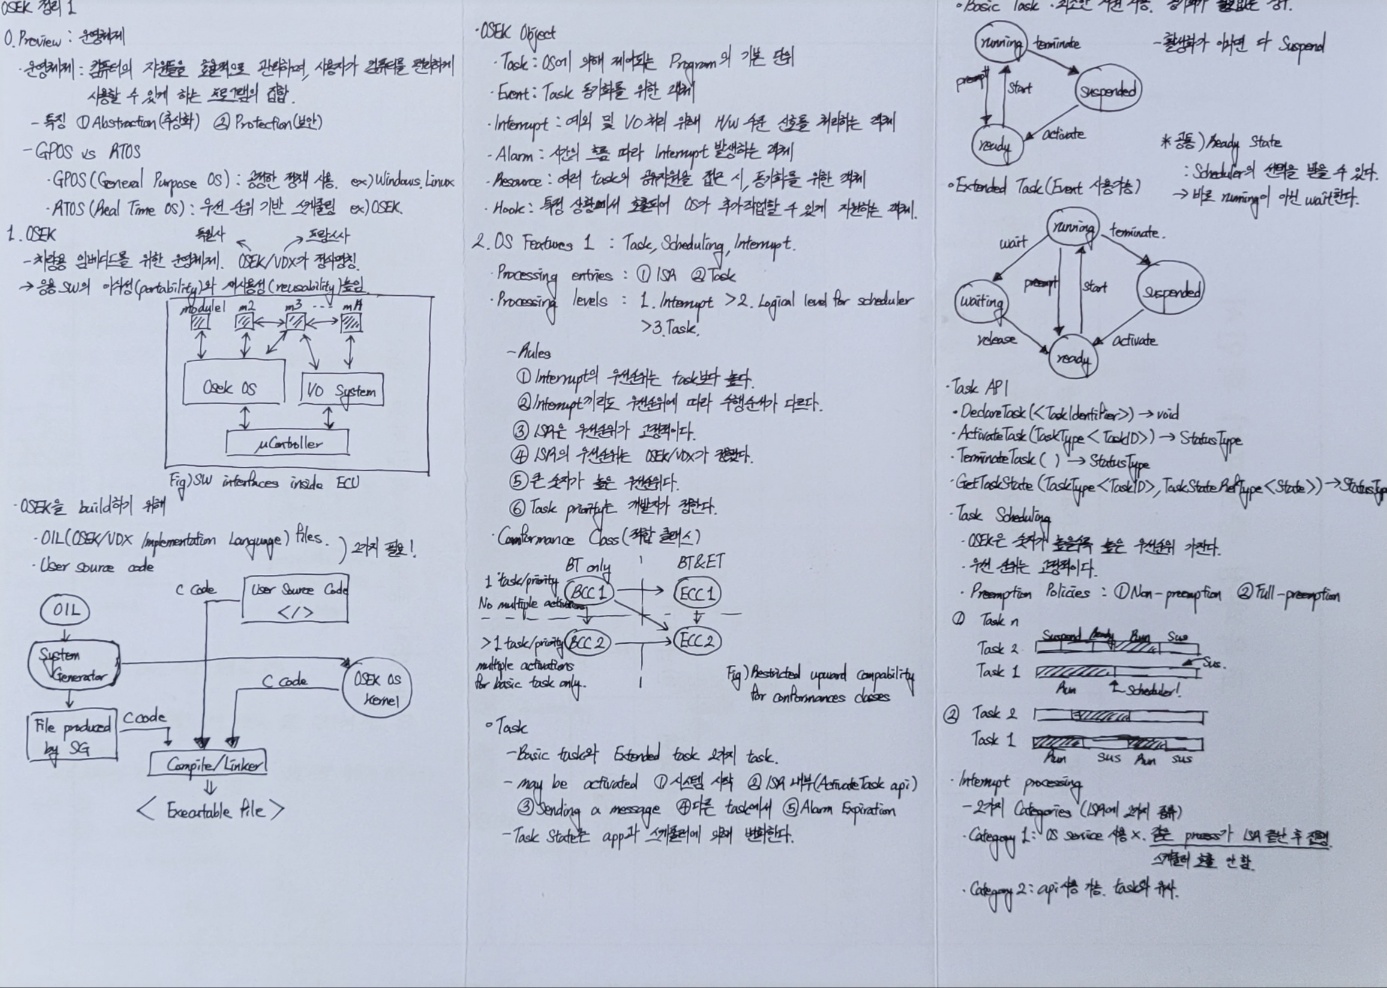 OSEK 정리 1
0. Preview : 운영체제
· 운영체제 : 컴퓨터의 자원들을 효율적으로 관리하며, 사용자가 컴퓨터를 편리하게
사용할 수 있게 하는 프로그램의 집합.
- 특징 ① Abstraction(추상화) ② Protection(보안)
- GPOS vs RTOS
· GPOS(General Purpose OS) : 공평한 정책 사용. ex) Windows, Linux
· RTOS(Real Time OS) : 우선 순위 기반 스케줄링 ex) OSEK
1. OSEK
독일사 프랑스사
- 차량용 임베디드를 위한 운영체제. OSEK/VDX가 정식명칭.
→ 응용 SW의 이식성(portability)와 재사용성(reusability)높임
module1 m2 m3 ··· mn
Osek OS
I/O System
μController
Fig) SW interfaces inside ECU
· OSEK을 build하기 위해
· OIL(OSEK/VDX Implementation Language) files.
· User source code
) 2가지 필요!
C Code
User Source Code
</>
OIL
System
Generator
C Code
OSEK OS
kernel
File produced
by SG
C code
Compile/Linker
< Executable file >
· OSEK Object
· Task : OS에 의해 제어되는 Program의 기본 단위
· Event : Task 동기화를 위한 객체
· Interrupt : 예외 및 I/O 처리 위해 H/W 수준 신호를 처리하는 객체
· Alarm : 시간의 흐름 따라 Interrupt 발생하는 객체
· Resource : 여러 task의 공유자원을 접근 시, 동기화를 위한 객체
· Hook : 특정 상황에서 호출되어 OS가 추가작업할 수 있게 지원하는 객체.
2. OS Features 1 : Task, Scheduling, Interrupt.
· Processing entries : ① ISR ② Task
· Processing levels : 1. Interrupt > 2. Logical level for scheduler
> 3. Task.
- Rules
① Interrupt의 우선순위는 task보다 높다.
② Interrupt끼리도 우선순위에 따라 수행순서가 다르다.
③ ISR은 우선순위가 고정적이다.
④ ISR의 우선순위는 OSEK/VDX가 정했다.
⑤ 큰 숫자가 높은 우선순위다.
⑥ Task priority는 개발자가 정한다.
· Conformance Class(적합 클래스)
BT only BT&ET
1 task/priority
No multiple activation
BCC 1 ECC 1
>1 task/priority
multiple activations
for basic task only.
BCC 2 ECC 2
Fig) Restricted upward compability
for conformances classes
◦ Task
- Basic task와 Extended task 2가지 task.
- may be activated ① 시스템 시작 ② ISR 내부(ActivateTask api)
③ Sending a message ④ 다른 task에서 ⑤ Alarm Expiration
- Task State는 app과 스케줄러에 의해 변화한다.
◦ Basic Task
running
terminate
- 활성화가 아니면 다 Suspend
preempt
start
suspended
ready
activate
* 공통) Ready State
: Scheduler의 선택을 받을 수 있다.
→ 바로 running이 아닌 wait한다.
◦ Extended Task(Event 사용가능)
running
wait
terminate.
waiting
preempt
start
suspended
release
ready
activate
· Task API
◦ DeclareTask(<TaskIdentifier>) → void
· ActivateTask(TaskType<TaskID>) → StatusType
· TerminateTask( ) → StatusType
· GetTaskState(TaskType<TaskID>, TaskStateRefType<State>) → StatusType
· Task Scheduling
· OSEK은 숫자가 높을수록 높은 우선순위 가진다.
· 우선 순위는 고정적이다.
· Preemption Policies : ① Non-preemption ② Full-preemption
① Task n
Suspend Ready Run Sus
Task 2
Task 1
Sus.
Run
Scheduler!
② Task 2
Task 1
Run sus Run sus
· Interrupt processing
- 2가지 Categories (ISR에 2가지 종류)
· Category 1 : OS service 사용 ×. 같은 process가 ISR 끝난 후 진행.
스케줄러 호출 안함.
· Category 2 : api 사용 가능. task와 유사.